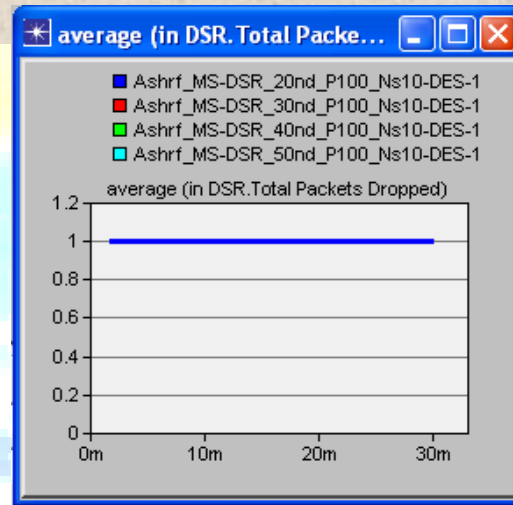 average (in DSR.Total Packe...
Ashrf_MS-DSR_20nd_P100_Ns10-DES-1
Ashrf_MS-DSR_30nd_P100_Ns10-DES-1
Ashrf_MS-DSR_40nd_P100_Ns10-DES-1
Ashrf_MS-DSR_50nd_P100_Ns10-DES-1
average (in DSR.Total Packets Dropped)
1.2
1
0.8
0.6
0.4
0.2
0
0m 10m 20m 30m